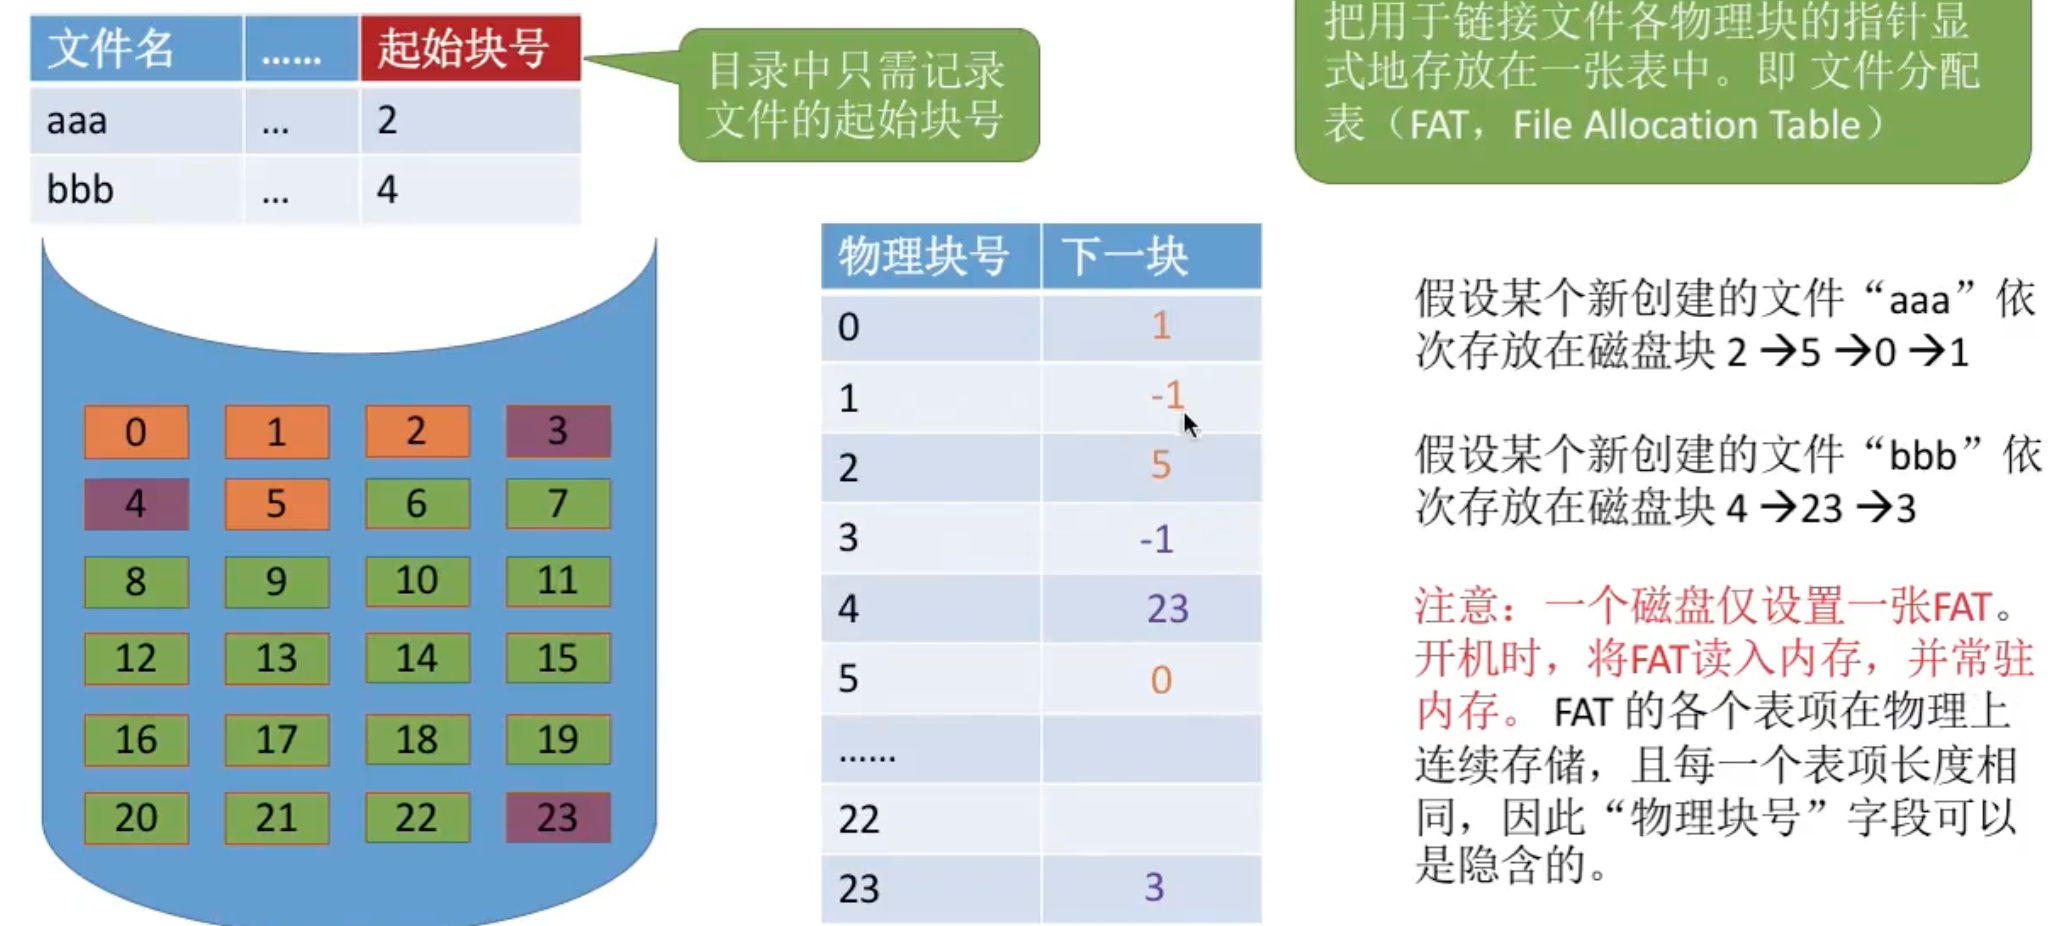 文件名 …… 起始块号
aaa … 2
bbb … 4
目录中只需记录
文件的起始块号
把用于链接文件各物理块的指针显
式地存放在一张表中。即 文件分配
表（FAT，File Allocation Table）
0 1 2 3
4 5 6 7
8 9 10 11
12 13 14 15
16 17 18 19
20 21 22 23
物理块号 下一块
0 1
1 -1
2 5
3 -1
4 23
5 0
……
22
23 3
假设某个新创建的文件“aaa”依
次存放在磁盘块 2 →5 →0 →1
假设某个新创建的文件“bbb”依
次存放在磁盘块 4 →23 →3
注意：一个磁盘仅设置一张FAT。
开机时，将FAT读入内存，并常驻
内存。 FAT 的各个表项在物理上
连续存储，且每一个表项长度相
同，因此“物理块号”字段可以
是隐含的。